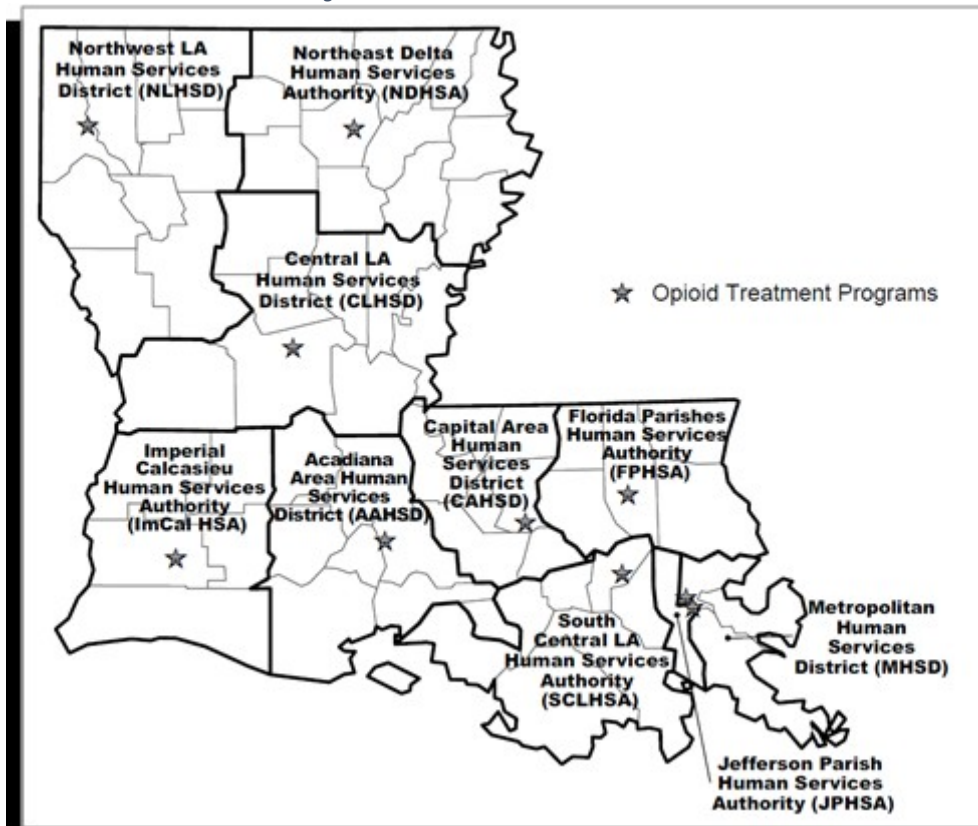 Northwest LA
Human Services
District (NLHSD)
Northeast Delta
Human Services
Authority (NDHSA)
Central LA
Human Services
District (CLHSD)
Opioid Treatment Programs
Imperial
Calcasieu
Human Services
Authority
(ImCal HSA)
Acadiana
Area Human
Services
District (AAHSD)
Capital Area
Human
Services
District
(CAHSD)
Florida Parishes
Human Services
Authority
(FPHSA)
South
Central LA
Human Services
Authority
(SCLHSA)
Metropolitan
Human
Services
District (MHSD)
Jefferson Parish
Human Services
Authority (JPHSA)